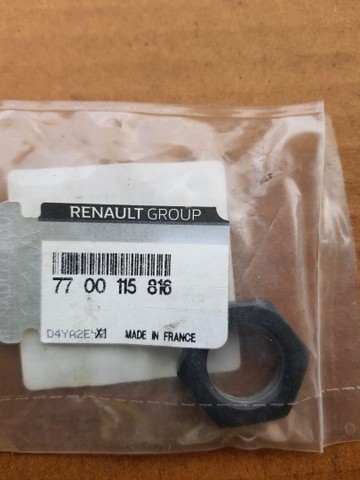 RENAULT GROUP
77 00 115 816
MADE IN FRANCE